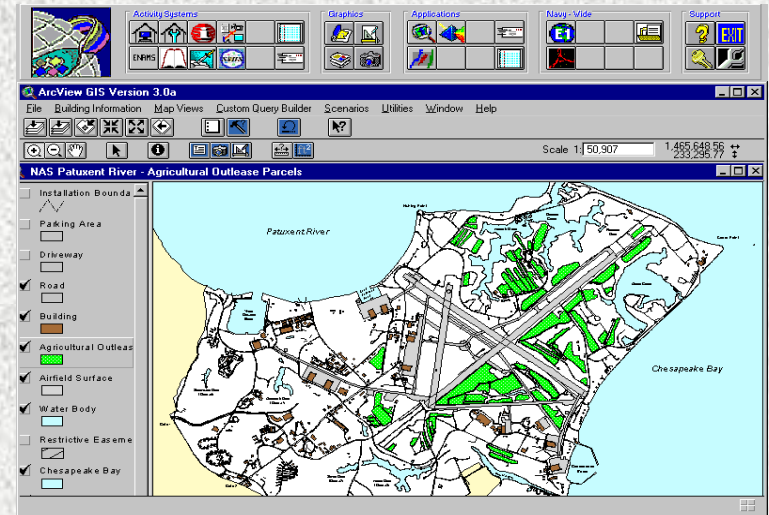 Activity Systems
Graphics
Applications
Navy - Wide
Support
EXIT
ENRMS
ArcView GIS Version 3.0a
File Building Information Map Views Custom Query Builder Scenarios Utilities Window Help
Scale 1: 50,907
1,465,648.56
233,295.77
NAS Patuxent River - Agricultural Outlease Parcels
Installation Bounda
Parking Area
Driveway
Road
Building
Agricultural Outleas
Airfield Surface
Water Body
Restrictive Easeme
Chesapeake Bay
Patuxent River
Chesapeake Bay